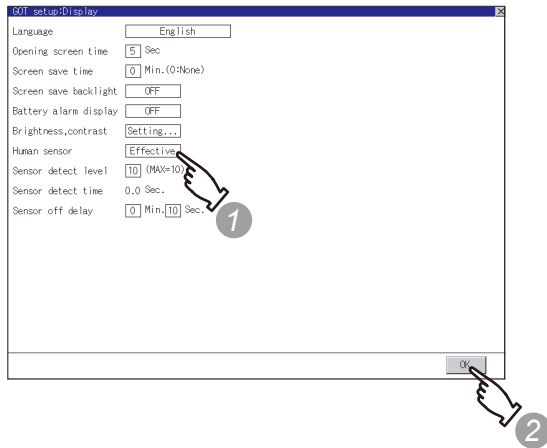 GOT setup:Display
Language English
Opening screen time 5 Sec
Screen save time 0 Min.(0:None)
Screen save backlight OFF
Battery alarm display OFF
Brightness,contrast Setting...
Human sensor Effective
Sensor detect level 10 (MAX=10)
Sensor detect time 0.0 Sec.
Sensor off delay 0 Min. 10 Sec.
1
OK
2